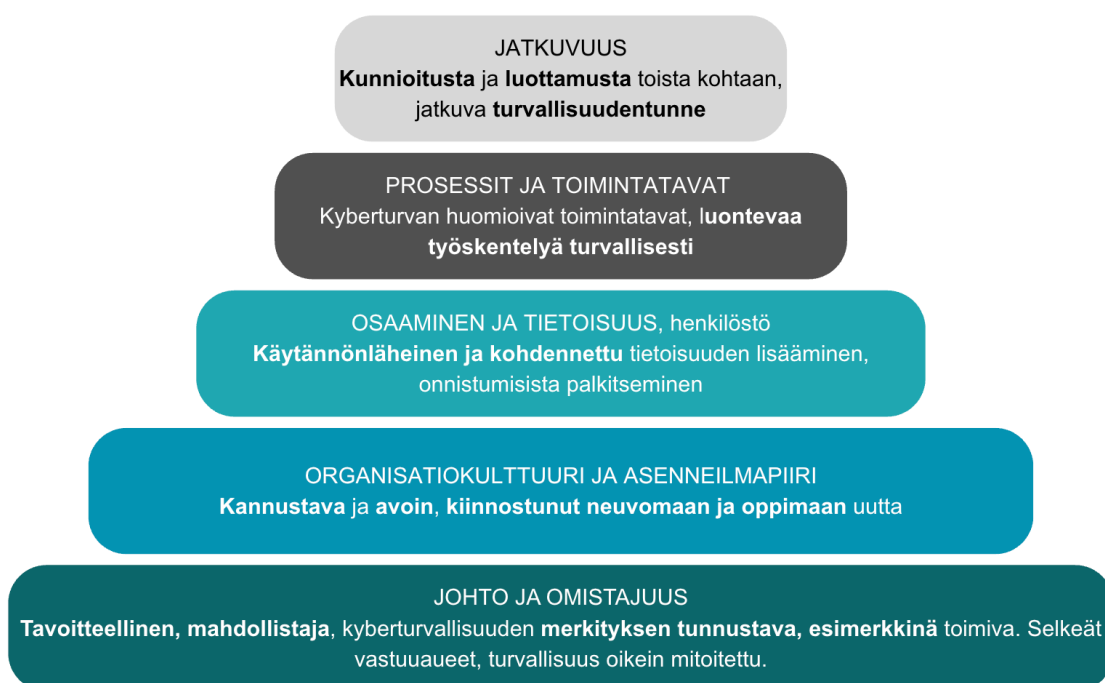 JATKUVUUS
Kunnioitusta ja luottamusta toista kohtaan,
jatkuva turvallisuudentunne
PROSESSIT JA TOIMINTATAVAT
Kyberturvan huomioivat toimintatavat, luontevaa
työskentelyä turvallisesti
OSAAMINEN JA TIETOISUUS, henkilöstö
Käytännönläheinen ja kohdennettu tietoisuuden lisääminen,
onnistumisista palkitseminen
ORGANISATIOKULTTUURI JA ASENNEILMAPIIRI
Kannustava ja avoin, kiinnostunut neuvomaan ja oppimaan uutta
JOHTO JA OMISTAJUUS
Tavoitteellinen, mahdollistaja, kyberturvallisuuden merkityksen tunnustava, esimerkkinä toimiva. Selkeät
vastuuaueet, turvallisuus oikein mitoitettu.